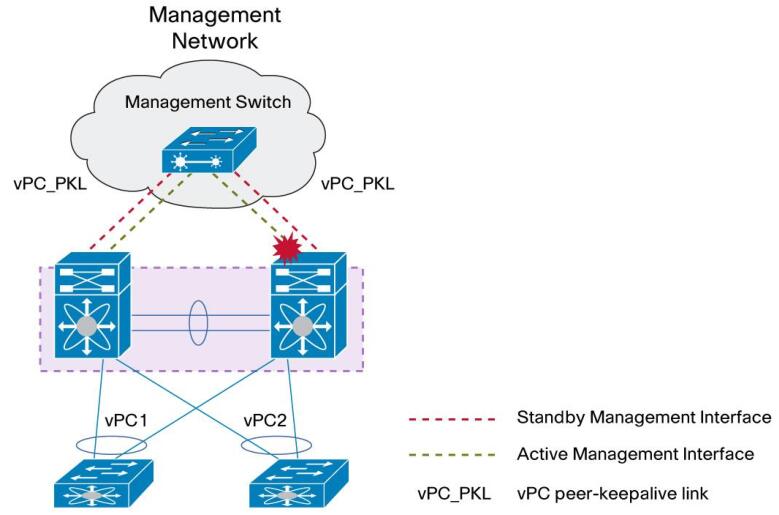 Management
Network
Management Switch
vPC_PKL
vPC_PKL
vPC1
vPC2
Standby Management Interface
Active Management Interface
vPC_PKL vPC peer-keepalive link